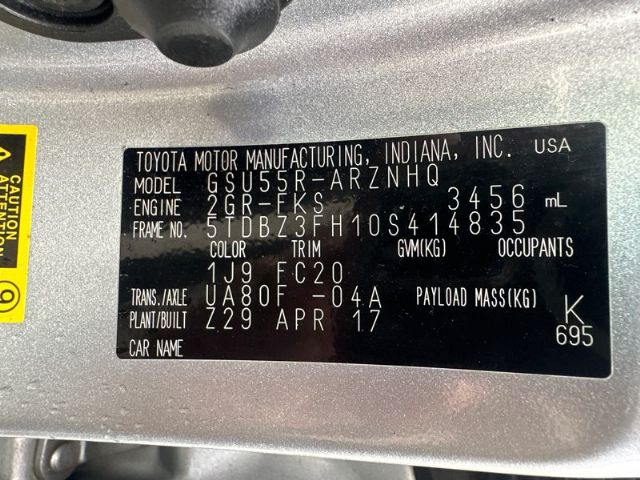 TOYOTA MOTOR MANUFACTURING, INDIANA, INC. USA
MODEL GSU55R-ARZNHQ
ENGINE 2GR-FKS 3456 mL
FRAME NO. 5TDBZ3FH10S414835
COLOR TRIM GVM(KG) OCCUPANTS
1J9 FC20
TRANS./AXLE UA80F -04A PAYLOAD MASS(KG) K
PLANT/BUILT Z29 APR 17 695
CAR NAME
CAUTION
ATTENTION
9